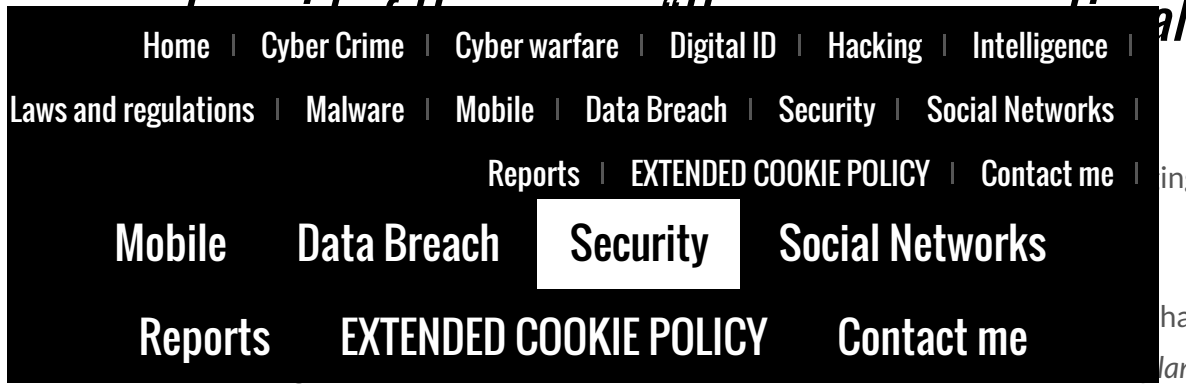 Home | Cyber Crime | Cyber warfare | Digital ID | Hacking | Intelligence |
Laws and regulations | Malware | Mobile | Data Breach | Security | Social Networks |
Reports | EXTENDED COOKIE POLICY | Contact me |
Mobile Data Breach Security Social Networks
Reports EXTENDED COOKIE POLICY Contact me